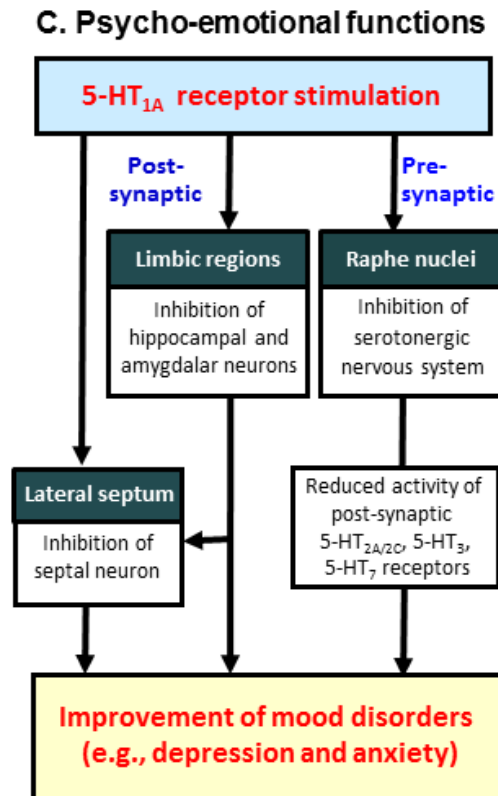 C. Psycho-emotional functions
5-HT1A receptor stimulation
Post-
synaptic
Pre-
synaptic
Limbic regions
Inhibition of
hippocampal and
amygdalar neurons
Raphe nuclei
Inhibition of
serotonergic
nervous system
Lateral septum
Inhibition of
septal neuron
Reduced activity of
post-synaptic
5-HT2A/2C, 5-HT3,
5-HT7 receptors
Improvement of mood disorders
(e.g., depression and anxiety)